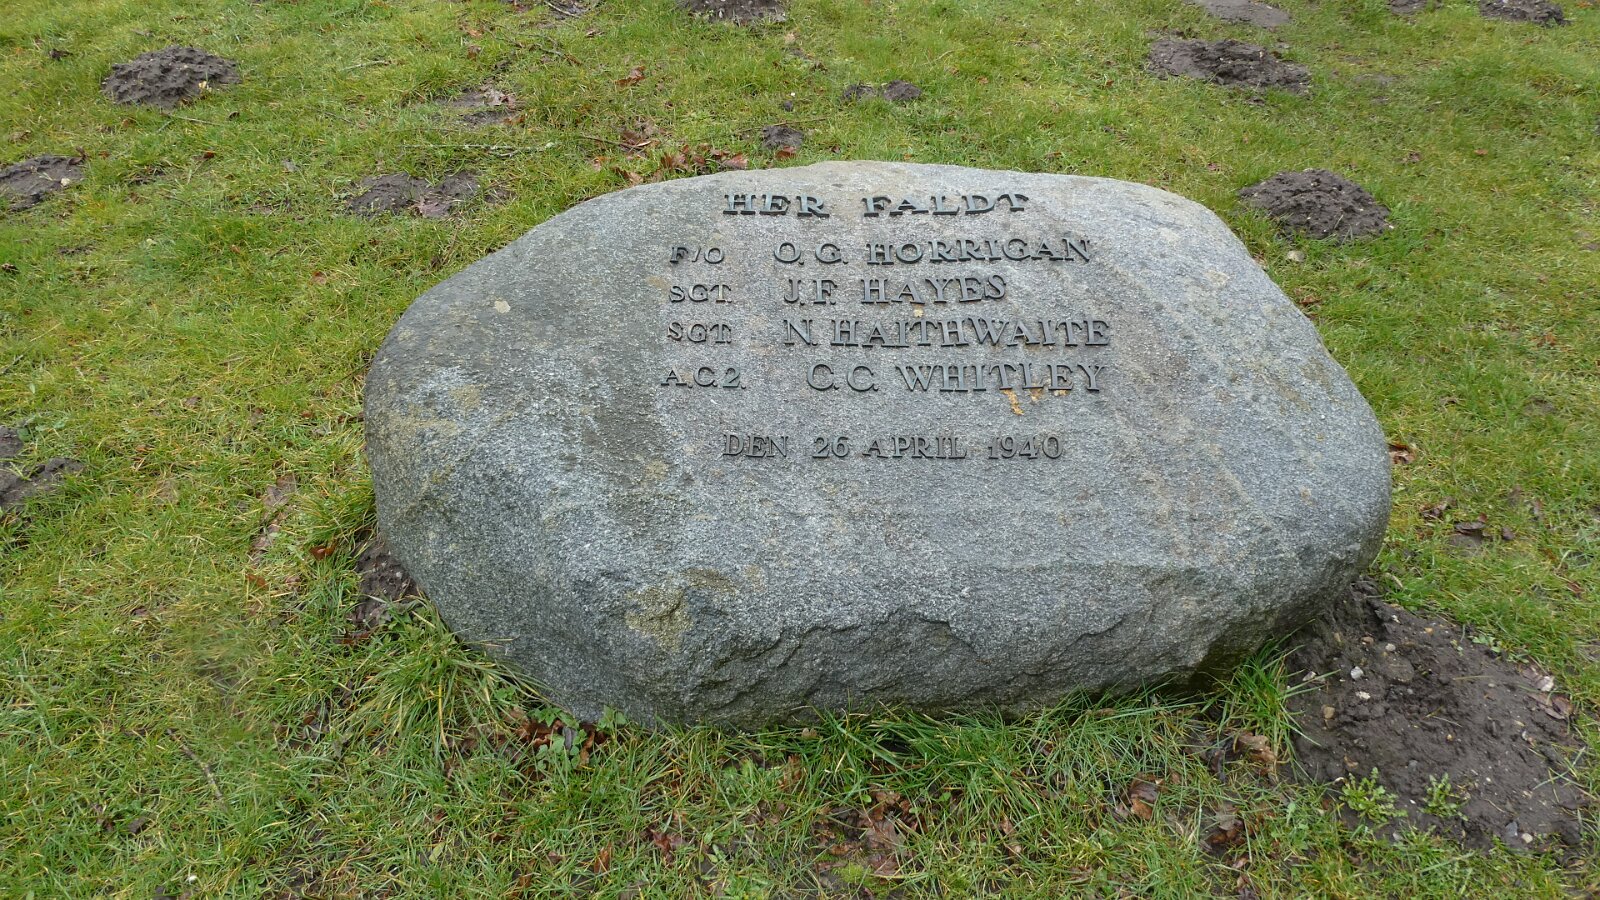 HER FALDT
F/O O.G. HORRIGAN
SGT. J.F. HAYES
SGT. N. HAITHWAITE
A.C.2. C.C. WHITLEY
DEN 26 APRIL 1940